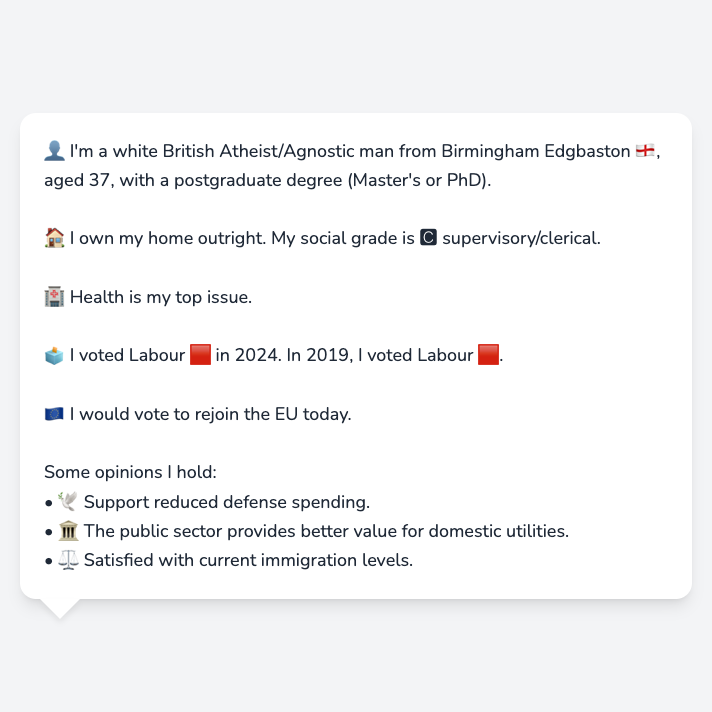 👤 I'm a white British Atheist/Agnostic man from Birmingham Edgbaston 🏴󠁧󠁢󠁥󠁮󠁧󠁿,
aged 37, with a postgraduate degree (Master's or PhD).
🏠 I own my home outright. My social grade is 🅲 supervisory/clerical.
🏥 Health is my top issue.
🗳️ I voted Labour 🟥 in 2024. In 2019, I voted Labour 🟥.
🇪🇺 I would vote to rejoin the EU today.
Some opinions I hold:
• 🕊️ Support reduced defense spending.
• 🏛️ The public sector provides better value for domestic utilities.
• ⚖️ Satisfied with current immigration levels.